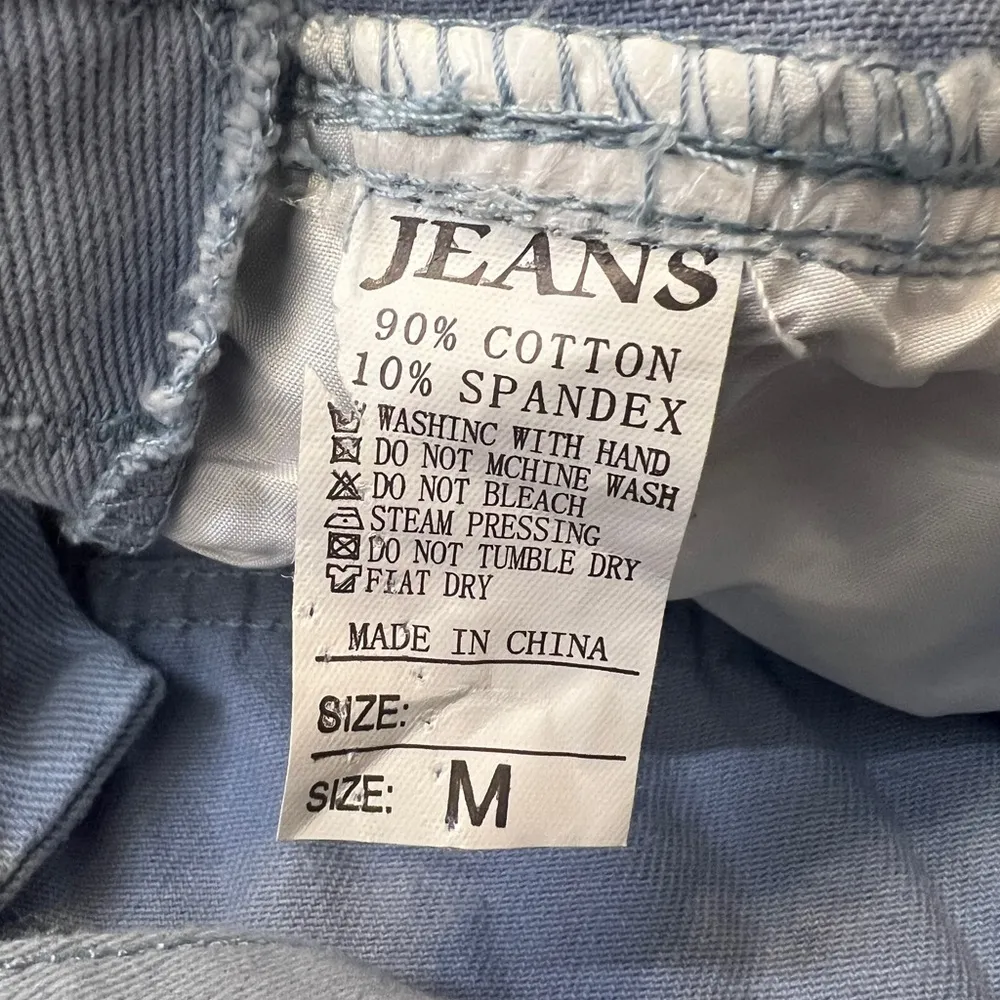 JEANS
90% COTTON
10% SPANDEX
WASHINC WITH HAND
DO NOT MCHINE WASH
DO NOT BLEACH
STEAM PRESSING
DO NOT TUMBLE DRY
FIAT DRY
MADE IN CHINA
SIZE:
SIZE: M